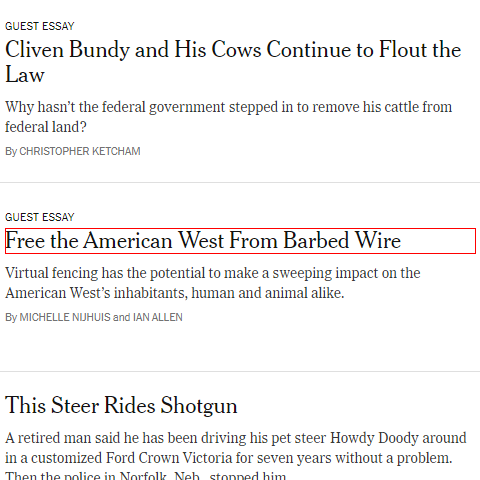 GUEST ESSAY
Cliven Bundy and His Cows Continue to Flout the
Law
Why hasn’t the federal government stepped in to remove his cattle from
federal land?
By CHRISTOPHER KETCHAM
GUEST ESSAY
Free the American West From Barbed Wire
Virtual fencing has the potential to make a sweeping impact on the
American West’s inhabitants, human and animal alike.
By MICHELLE NIJHUIS and IAN ALLEN
This Steer Rides Shotgun
A retired man said he has been driving his pet steer Howdy Doody around
in a customized Ford Crown Victoria for seven years without a problem.
Then the police in Norfolk, Neb., stopped him.